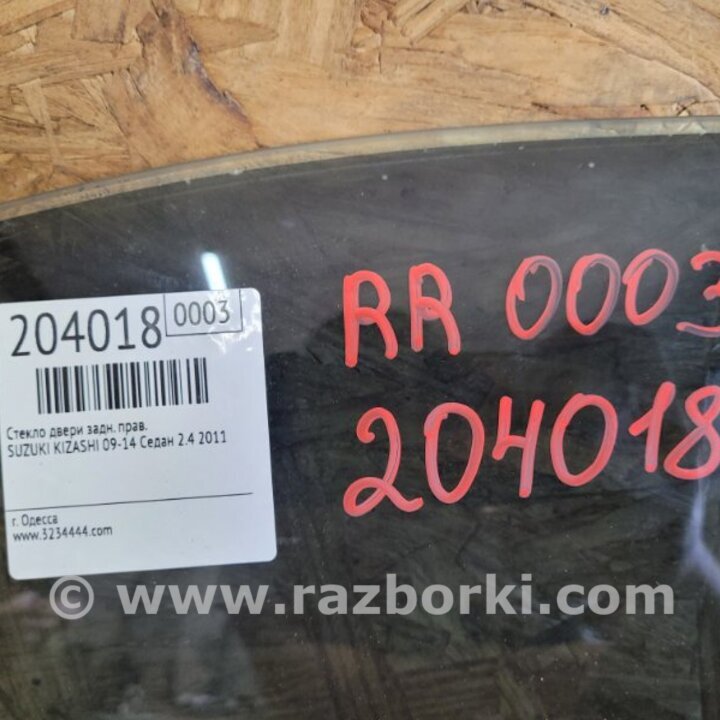 204018 0003
Стекло двери задн. прав.
SUZUKI KIZASHI 09-14 Седан 2.4 2011
г. Одесса
www.3234444.com
RR 0003
204018
© www.razborki.com